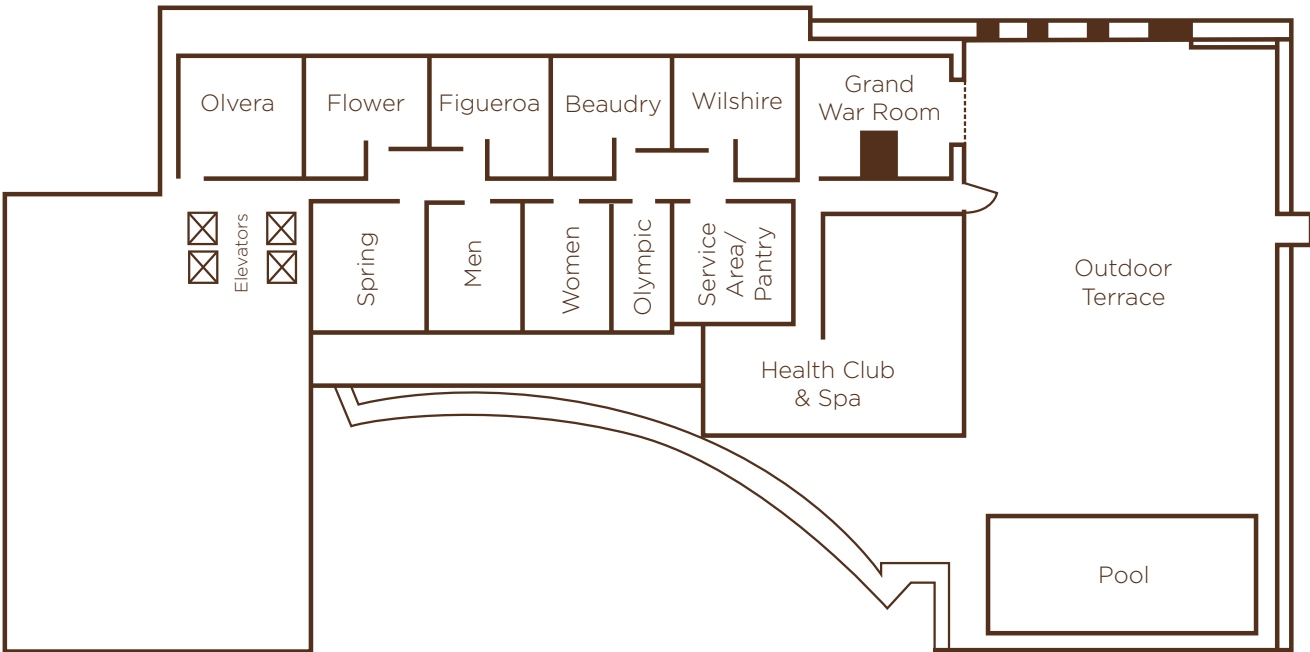 Olvera
Flower
Figueroa
Beaudry
Wilshire
Grand
War Room
Elevators
Spring
Men
Women
Olympic
Service
Area/
Pantry
Outdoor
Terrace
Health Club
& Spa
Pool